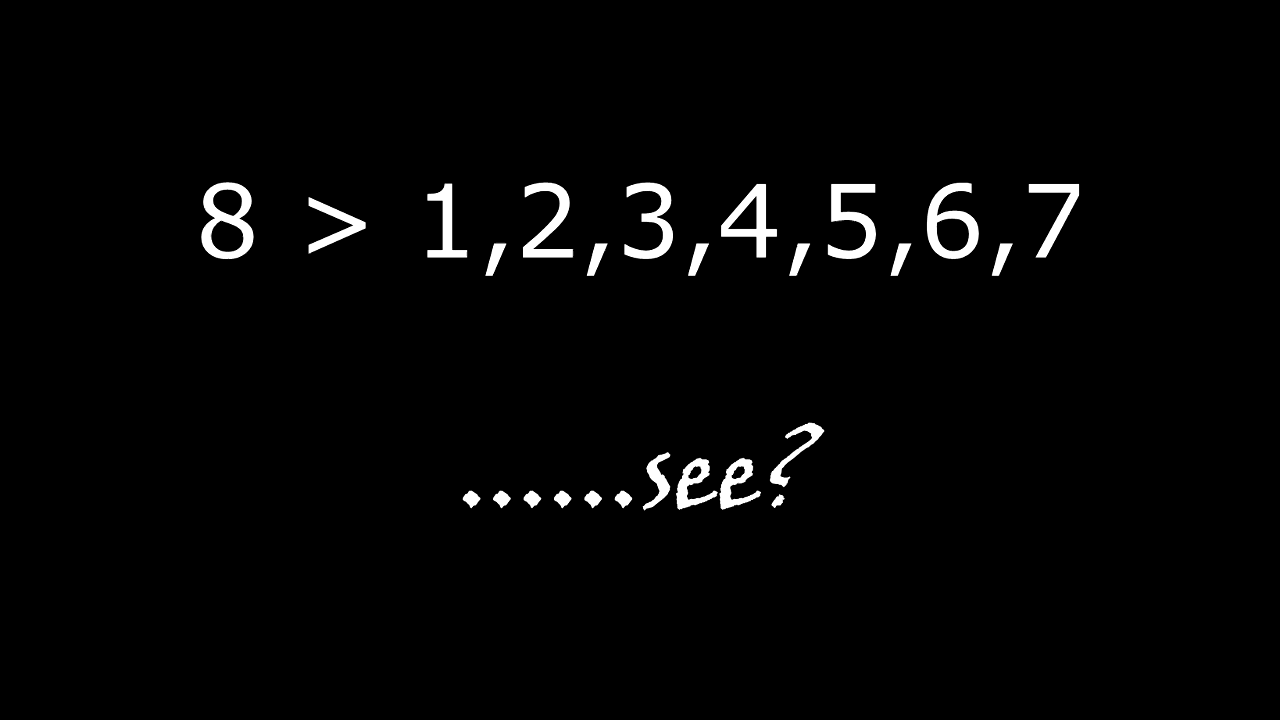 8 > 1,2,3,4,5,6,7
......see?